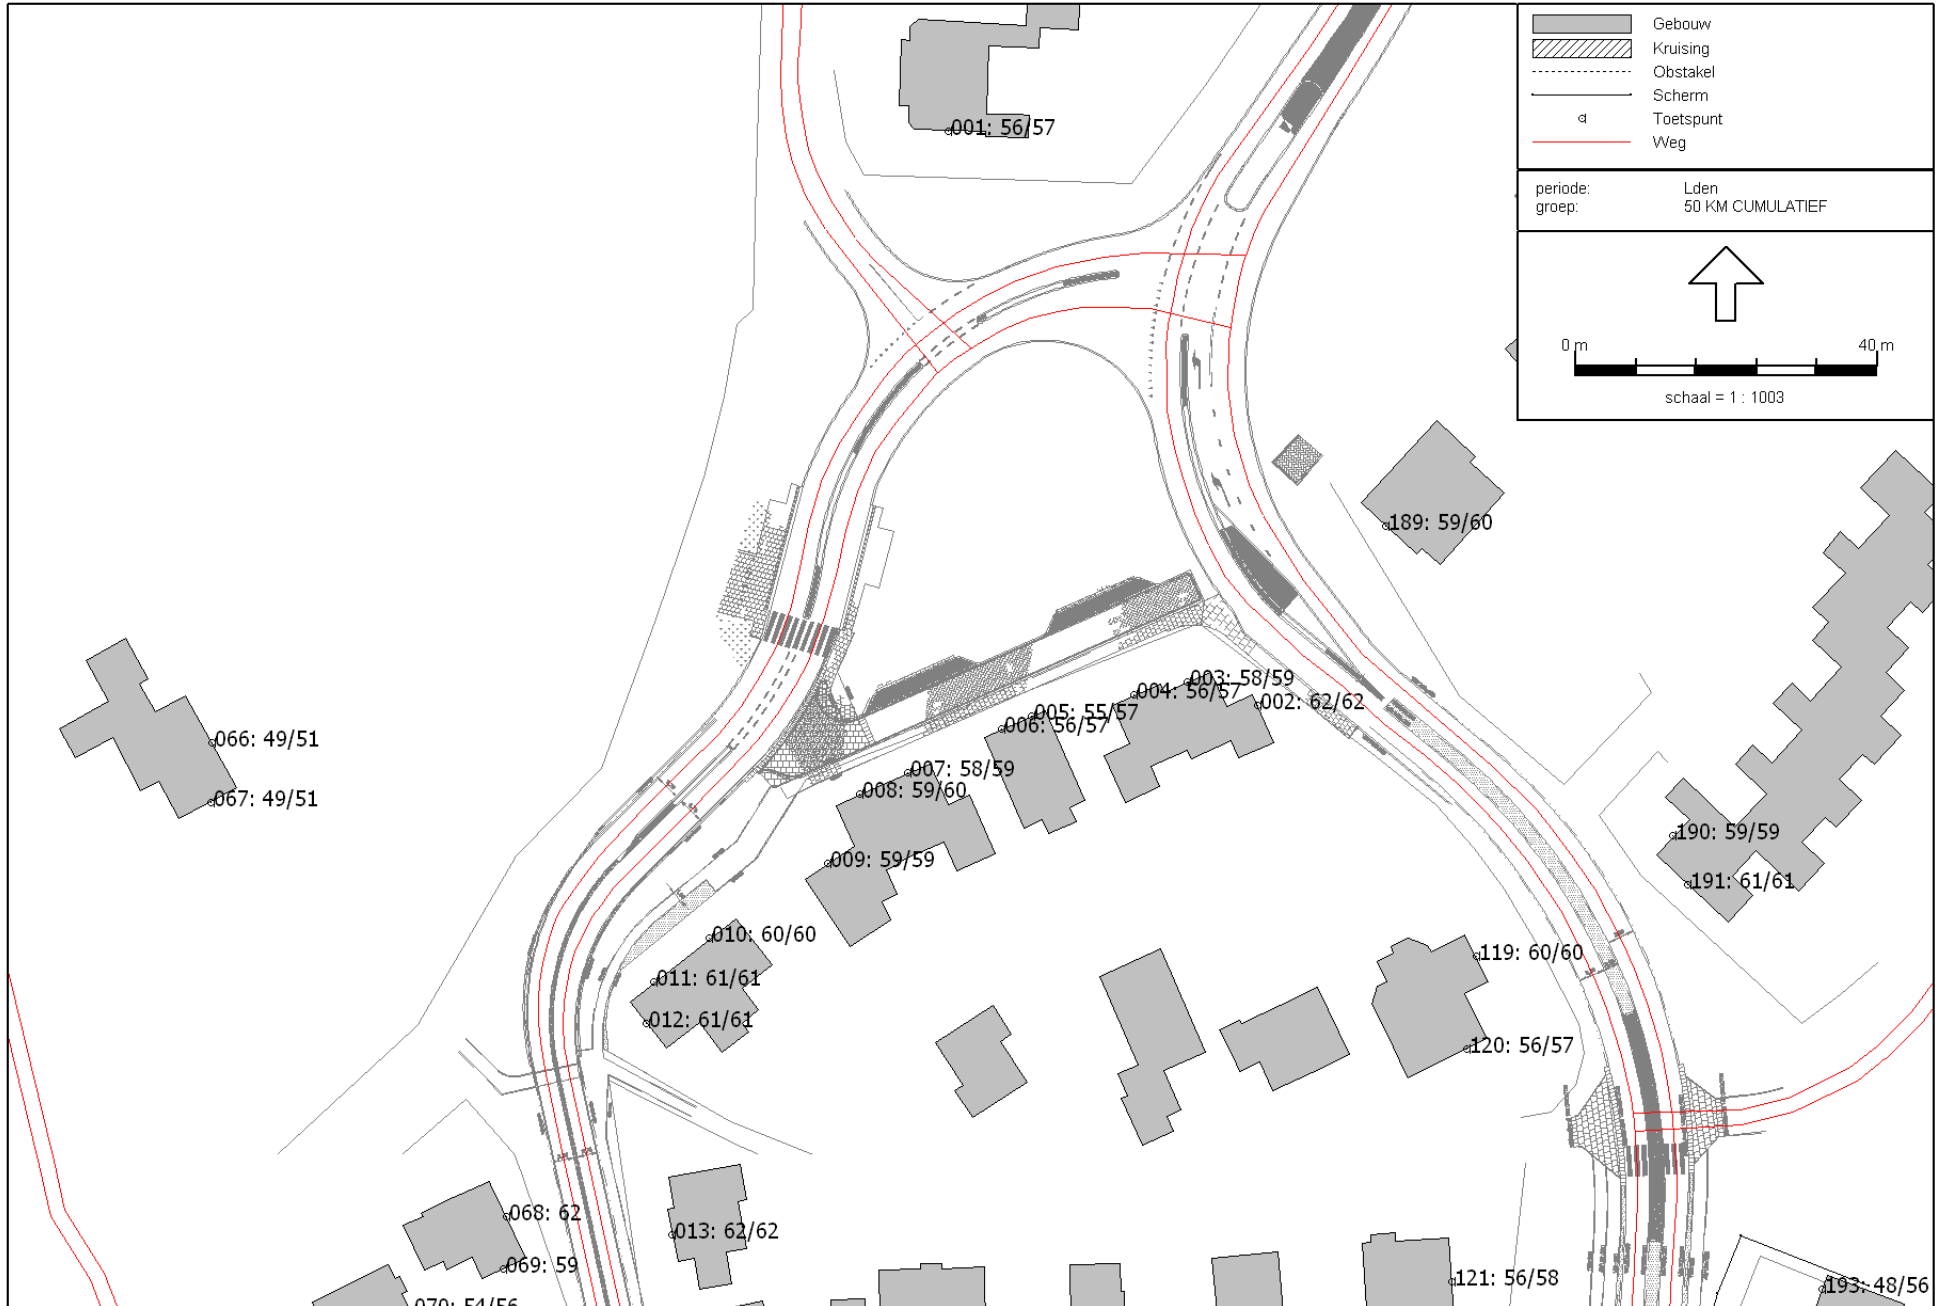 Gebouw
Kruising
Obstakel
Scherm
Toetspunt
Weg
periode: Lden
groep: 50 KM CUMULATIEF
0 m 40 m
schaal = 1 : 1003
001: 56/57
189: 59/60
003: 58/59
004: 56/57
002: 62/62
005: 55/57
006: 56/57
066: 49/51
007: 58/59
008: 59/60
067: 49/51
190: 59/59
009: 59/59
191: 61/61
010: 60/60
119: 60/60
011: 61/61
012: 61/61
120: 56/57
068: 62
013: 62/62
069: 59
121: 56/58
193: 48/56
070: 54/56